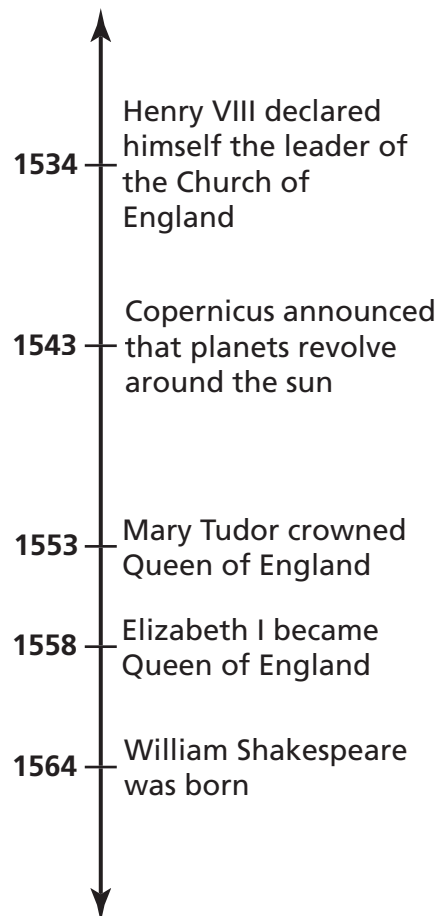 1534
Henry VIII declared
himself the leader of
the Church of
England
1543
Copernicus announced
that planets revolve
around the sun
1553
Mary Tudor crowned
Queen of England
1558
Elizabeth I became
Queen of England
1564
William Shakespeare
was born